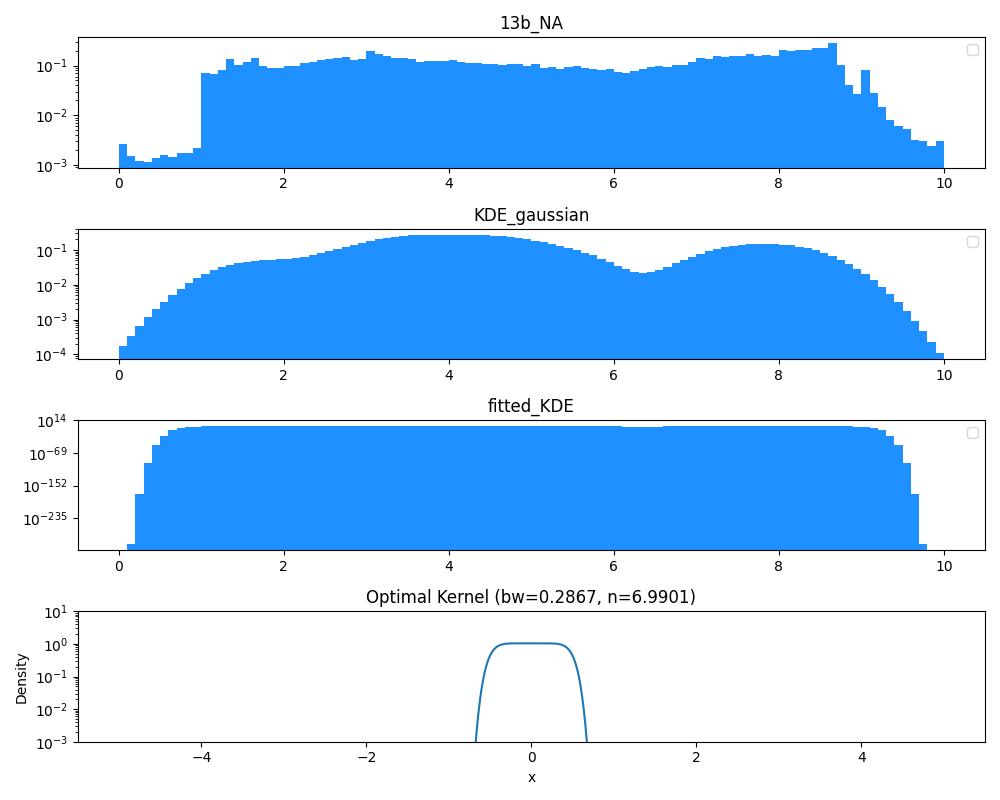 13b_NA
10⁻¹
10⁻²
10⁻³
0 2 4 6 8 10
KDE_gaussian
10⁻¹
10⁻²
10⁻³
10⁻⁴
0 2 4 6 8 10
fitted_KDE
10¹⁴
10⁻⁶⁹
10⁻¹⁵²
10⁻²³⁵
0 2 4 6 8 10
Optimal Kernel (bw=0.2867, n=6.9901)
10¹
10⁰
10⁻¹
10⁻²
10⁻³
Density
−4 −2 0 2 4
x